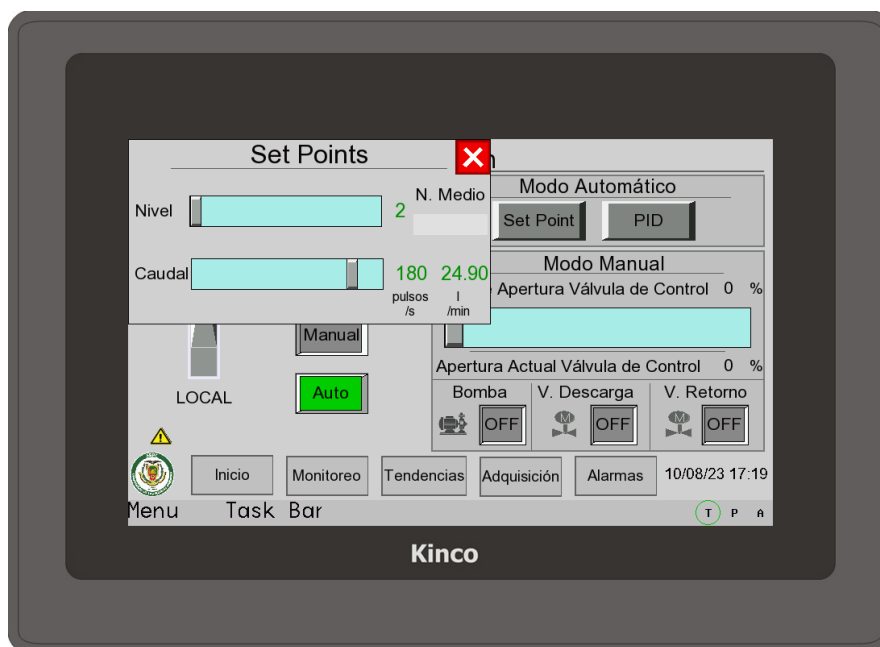 Set Points
Nivel
2
N. Medio
Caudal
180 24.90
pulsos
/s
l
/min
Modo Automático
Set Point
PID
Modo Manual
Apertura Válvula de Control 0 %
Apertura Actual Válvula de Control 0 %
Manual
Auto
LOCAL
Bomba
V. Descarga
V. Retorno
OFF
M
OFF
M
OFF
Inicio
Monitoreo
Tendencias
Adquisición
Alarmas
10/08/23 17:19
Menu Task Bar
T P A
Kinco